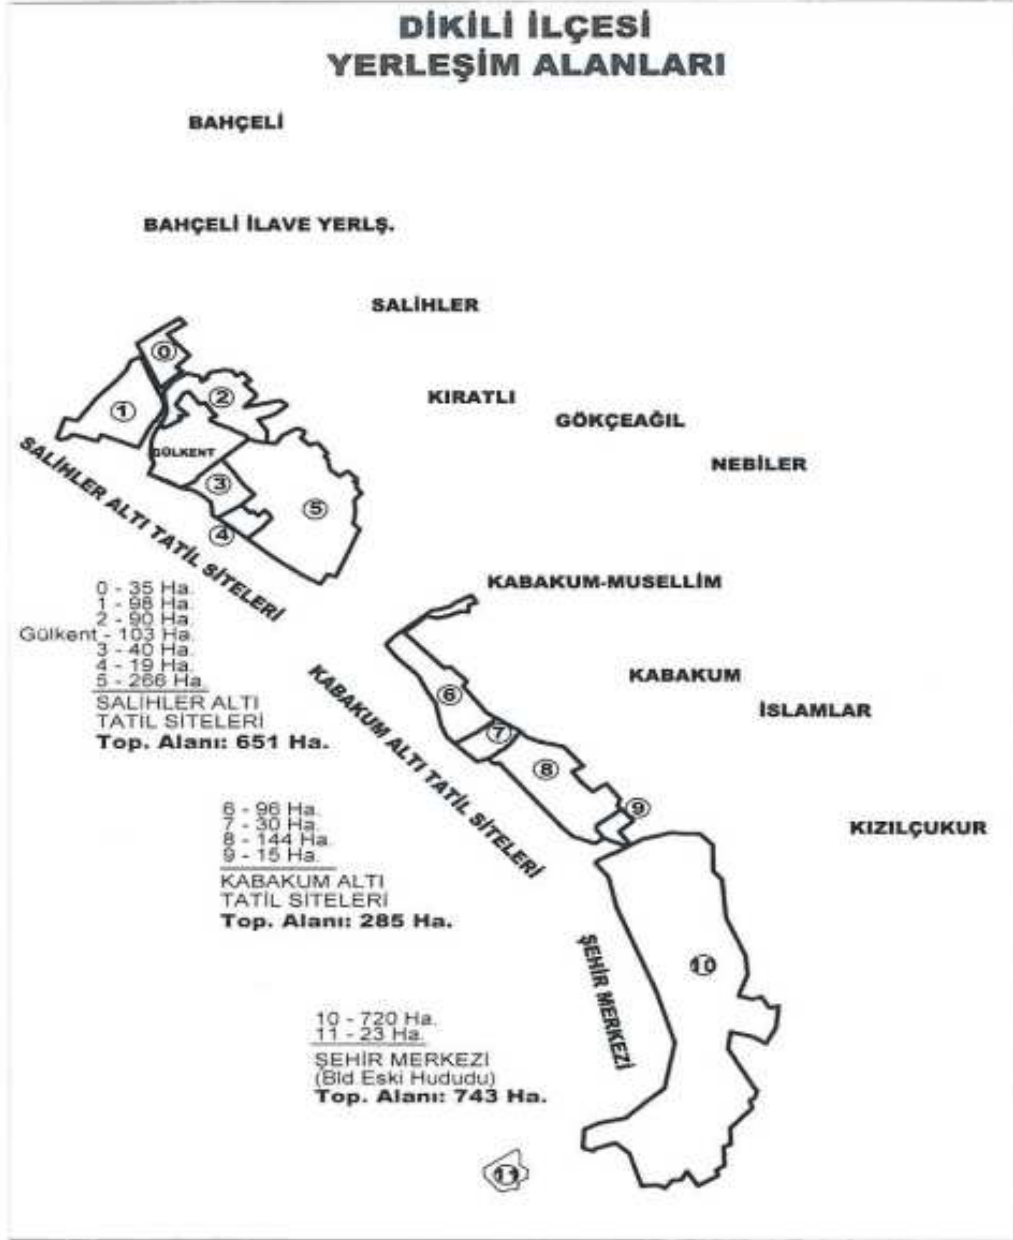 DİKİLİ İLÇESİ
YERLEŞİM ALANLARI
BAHÇELİ
BAHÇELİ İLAVE YERLŞ.
SALİHLER
KIRATLI
GÖKÇEAĞIL
NEBİLER
0
1
2
GÜLKENT
3
4
5
SALİHLER ALTI TATİL SİTELERİ
0 - 35 Ha.
1 - 98 Ha.
2 - 90 Ha.
Gülkent - 103 Ha.
3 - 40 Ha.
4 - 19 Ha.
5 - 266 Ha.
SALİHLER ALTI
TATİL SİTELERİ
Top. Alanı: 651 Ha.
KABAKUM-MUSELLİM
KABAKUM
İSLAMLAR
KIZILÇUKUR
6
7
8
9
KABAKUM ALTI TATİL SİTELERİ
6 - 96 Ha.
7 - 30 Ha.
8 - 144 Ha.
9 - 15 Ha.
KABAKUM ALTI
TATİL SİTELERİ
Top. Alanı: 285 Ha.
10
ŞEHİR MERKEZİ
10 - 720 Ha.
11 - 23 Ha.
ŞEHİR MERKEZİ
(Bld Eski Hududu)
Top. Alanı: 743 Ha.
11